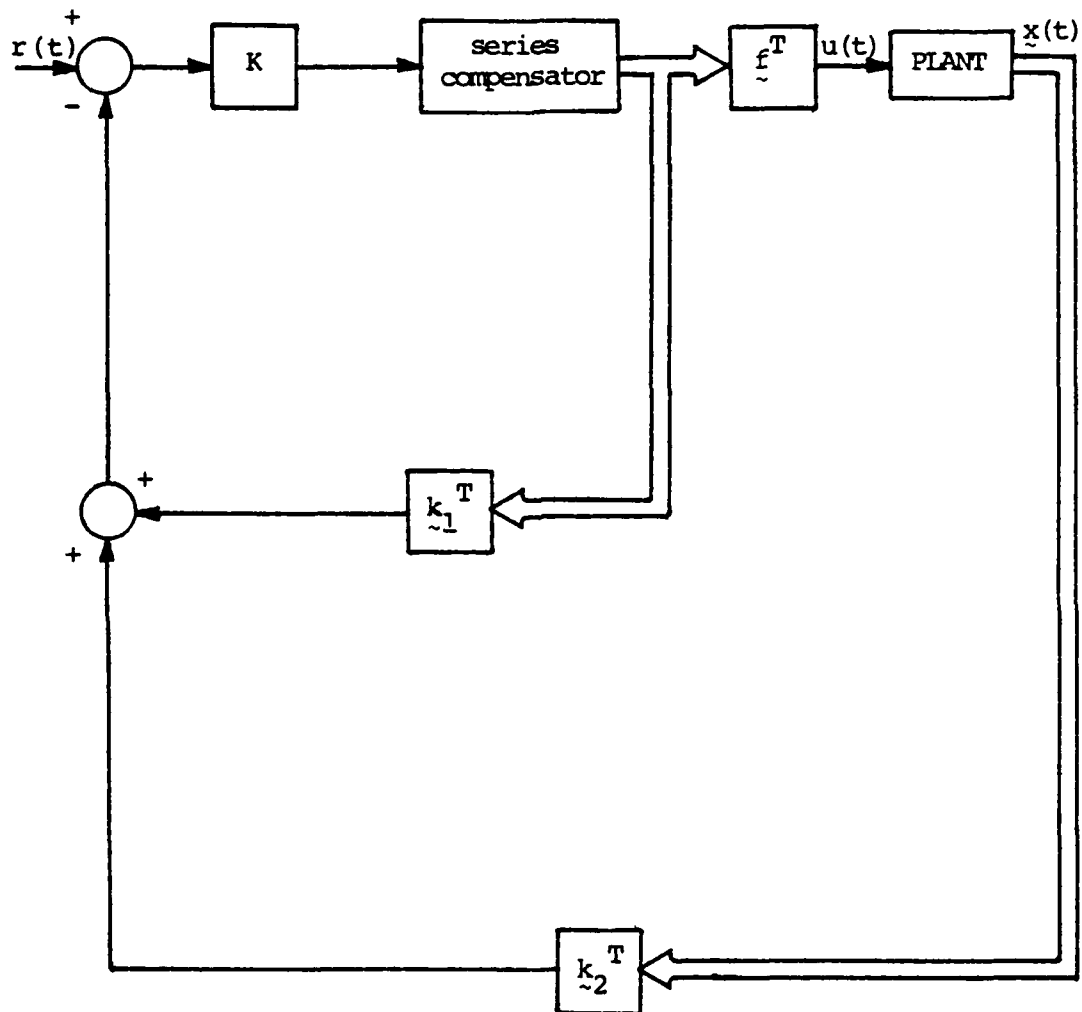 +
r(t)
-
K
series
compensator
f^T
~
u(t)
PLANT
x(t)
~
+
k_1^T
~
+
k_2^T
~